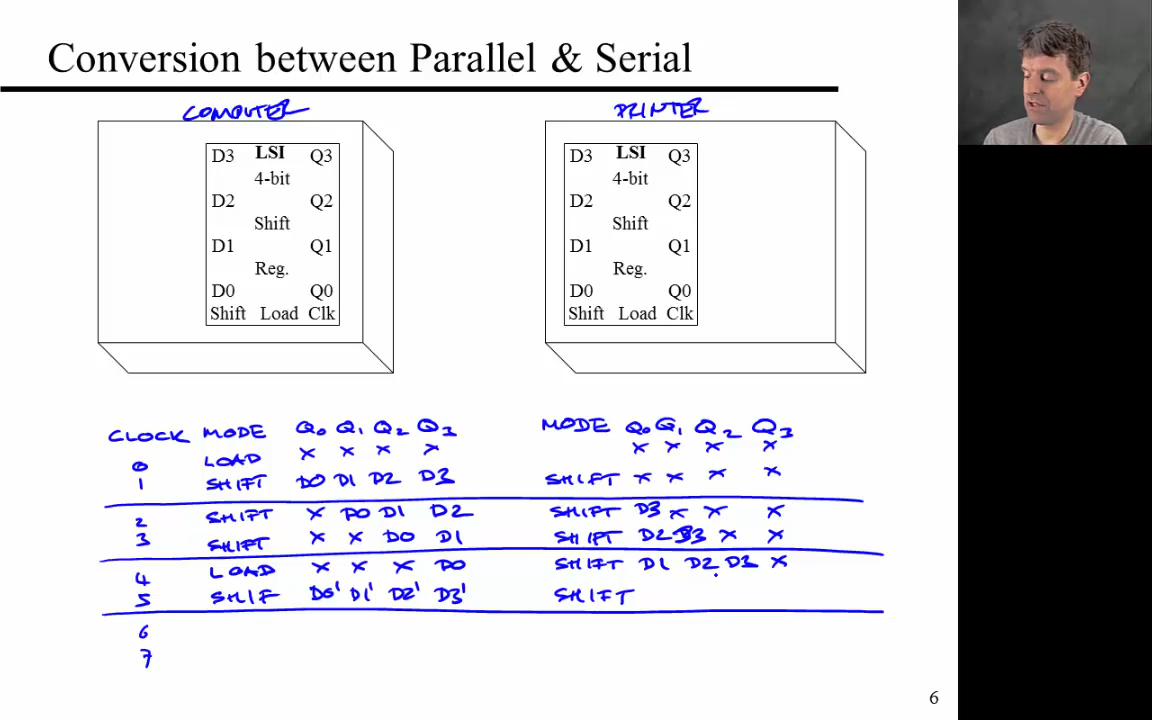 Conversion between Parallel & Serial
COMPUTER PRINTER
D3 LSI Q3 D3 LSI Q3
4-bit 4-bit
D2 Q2 D2 Q2
Shift Shift
D1 Q1 D1 Q1
Reg. Reg.
D0 Q0 D0 Q0
Shift Load Clk Shift Load Clk
CLOCK MODE Q0 Q1 Q2 Q3 MODE Q0 Q1 Q2 Q3
0 LOAD X X X X X X X X
1 SHIFT D0 D1 D2 D3 SHIFT X X X X
2 SHIFT X D0 D1 D2 SHIFT D3 X X X
3 SHIFT X X D0 D1 SHIFT D2 D3 X X
4 LOAD X X X D0 SHIFT D1 D2 D3 X
5 SHIF D0' D1' D2' D3' SHIFT
6
7
6